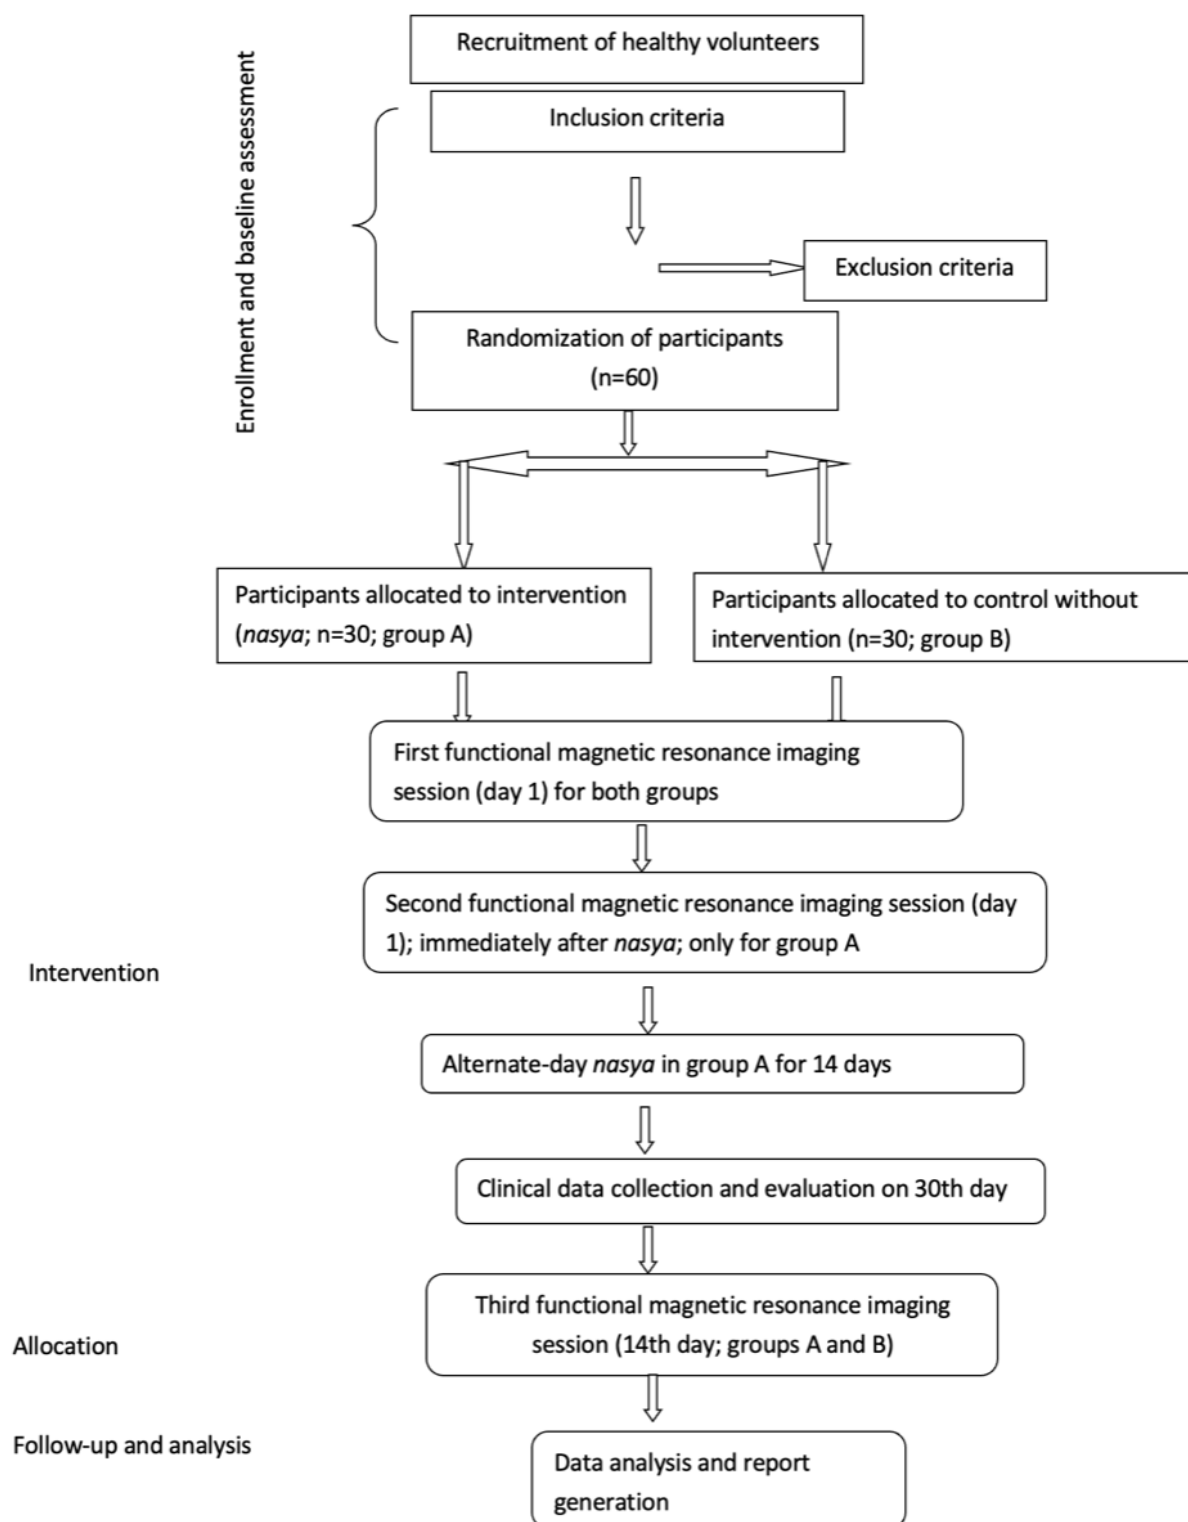 Recruitment of healthy volunteers
Inclusion criteria
Enrollment and baseline assessment
Exclusion criteria
Randomization of participants
(n=60)
Participants allocated to intervention
(nasya; n=30; group A)
Participants allocated to control without
intervention (n=30; group B)
First functional magnetic resonance imaging
session (day 1) for both groups
Second functional magnetic resonance imaging session (day
1); immediately after nasya; only for group A
Intervention
Alternate-day nasya in group A for 14 days
Clinical data collection and evaluation on 30th day
Third functional magnetic resonance imaging
session (14th day; groups A and B)
Allocation
Follow-up and analysis
Data analysis and report
generation